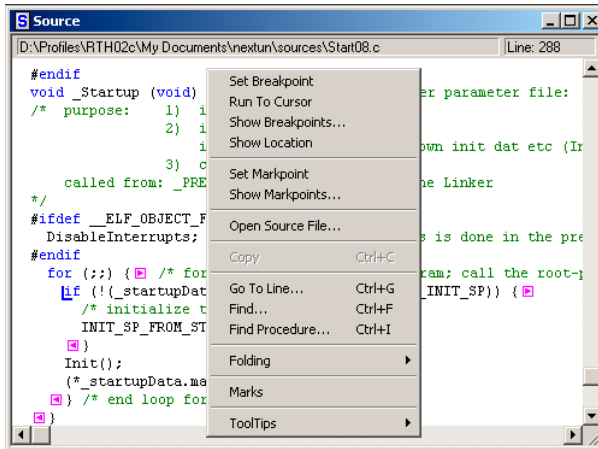 Source
D:\Profiles\RTH02c\My Documents\nextun\sources\Start08.c
Line: 288
#endif
void _Startup (void)
er parameter file:
/* purpose: 1) i
2) i
i
own init dat etc (In
3) c
called from: _PRE
he Linker
*/
#ifdef __ELF_OBJECT_F
DisableInterrupts;
s is done in the pre
#endif
for (;;) { /* for
ram; call the root-p
if (!(_startupDat
_INIT_SP)) {
/* initialize t
INIT_SP_FROM_ST
}
Init();
(*_startupData.ma
} /* end loop for
}
Set Breakpoint
Run To Cursor
Show Breakpoints...
Show Location
Set Markpoint
Show Markpoints...
Open Source File...
Copy Ctrl+C
Go To Line... Ctrl+G
Find... Ctrl+F
Find Procedure... Ctrl+I
Folding
Marks
ToolTips